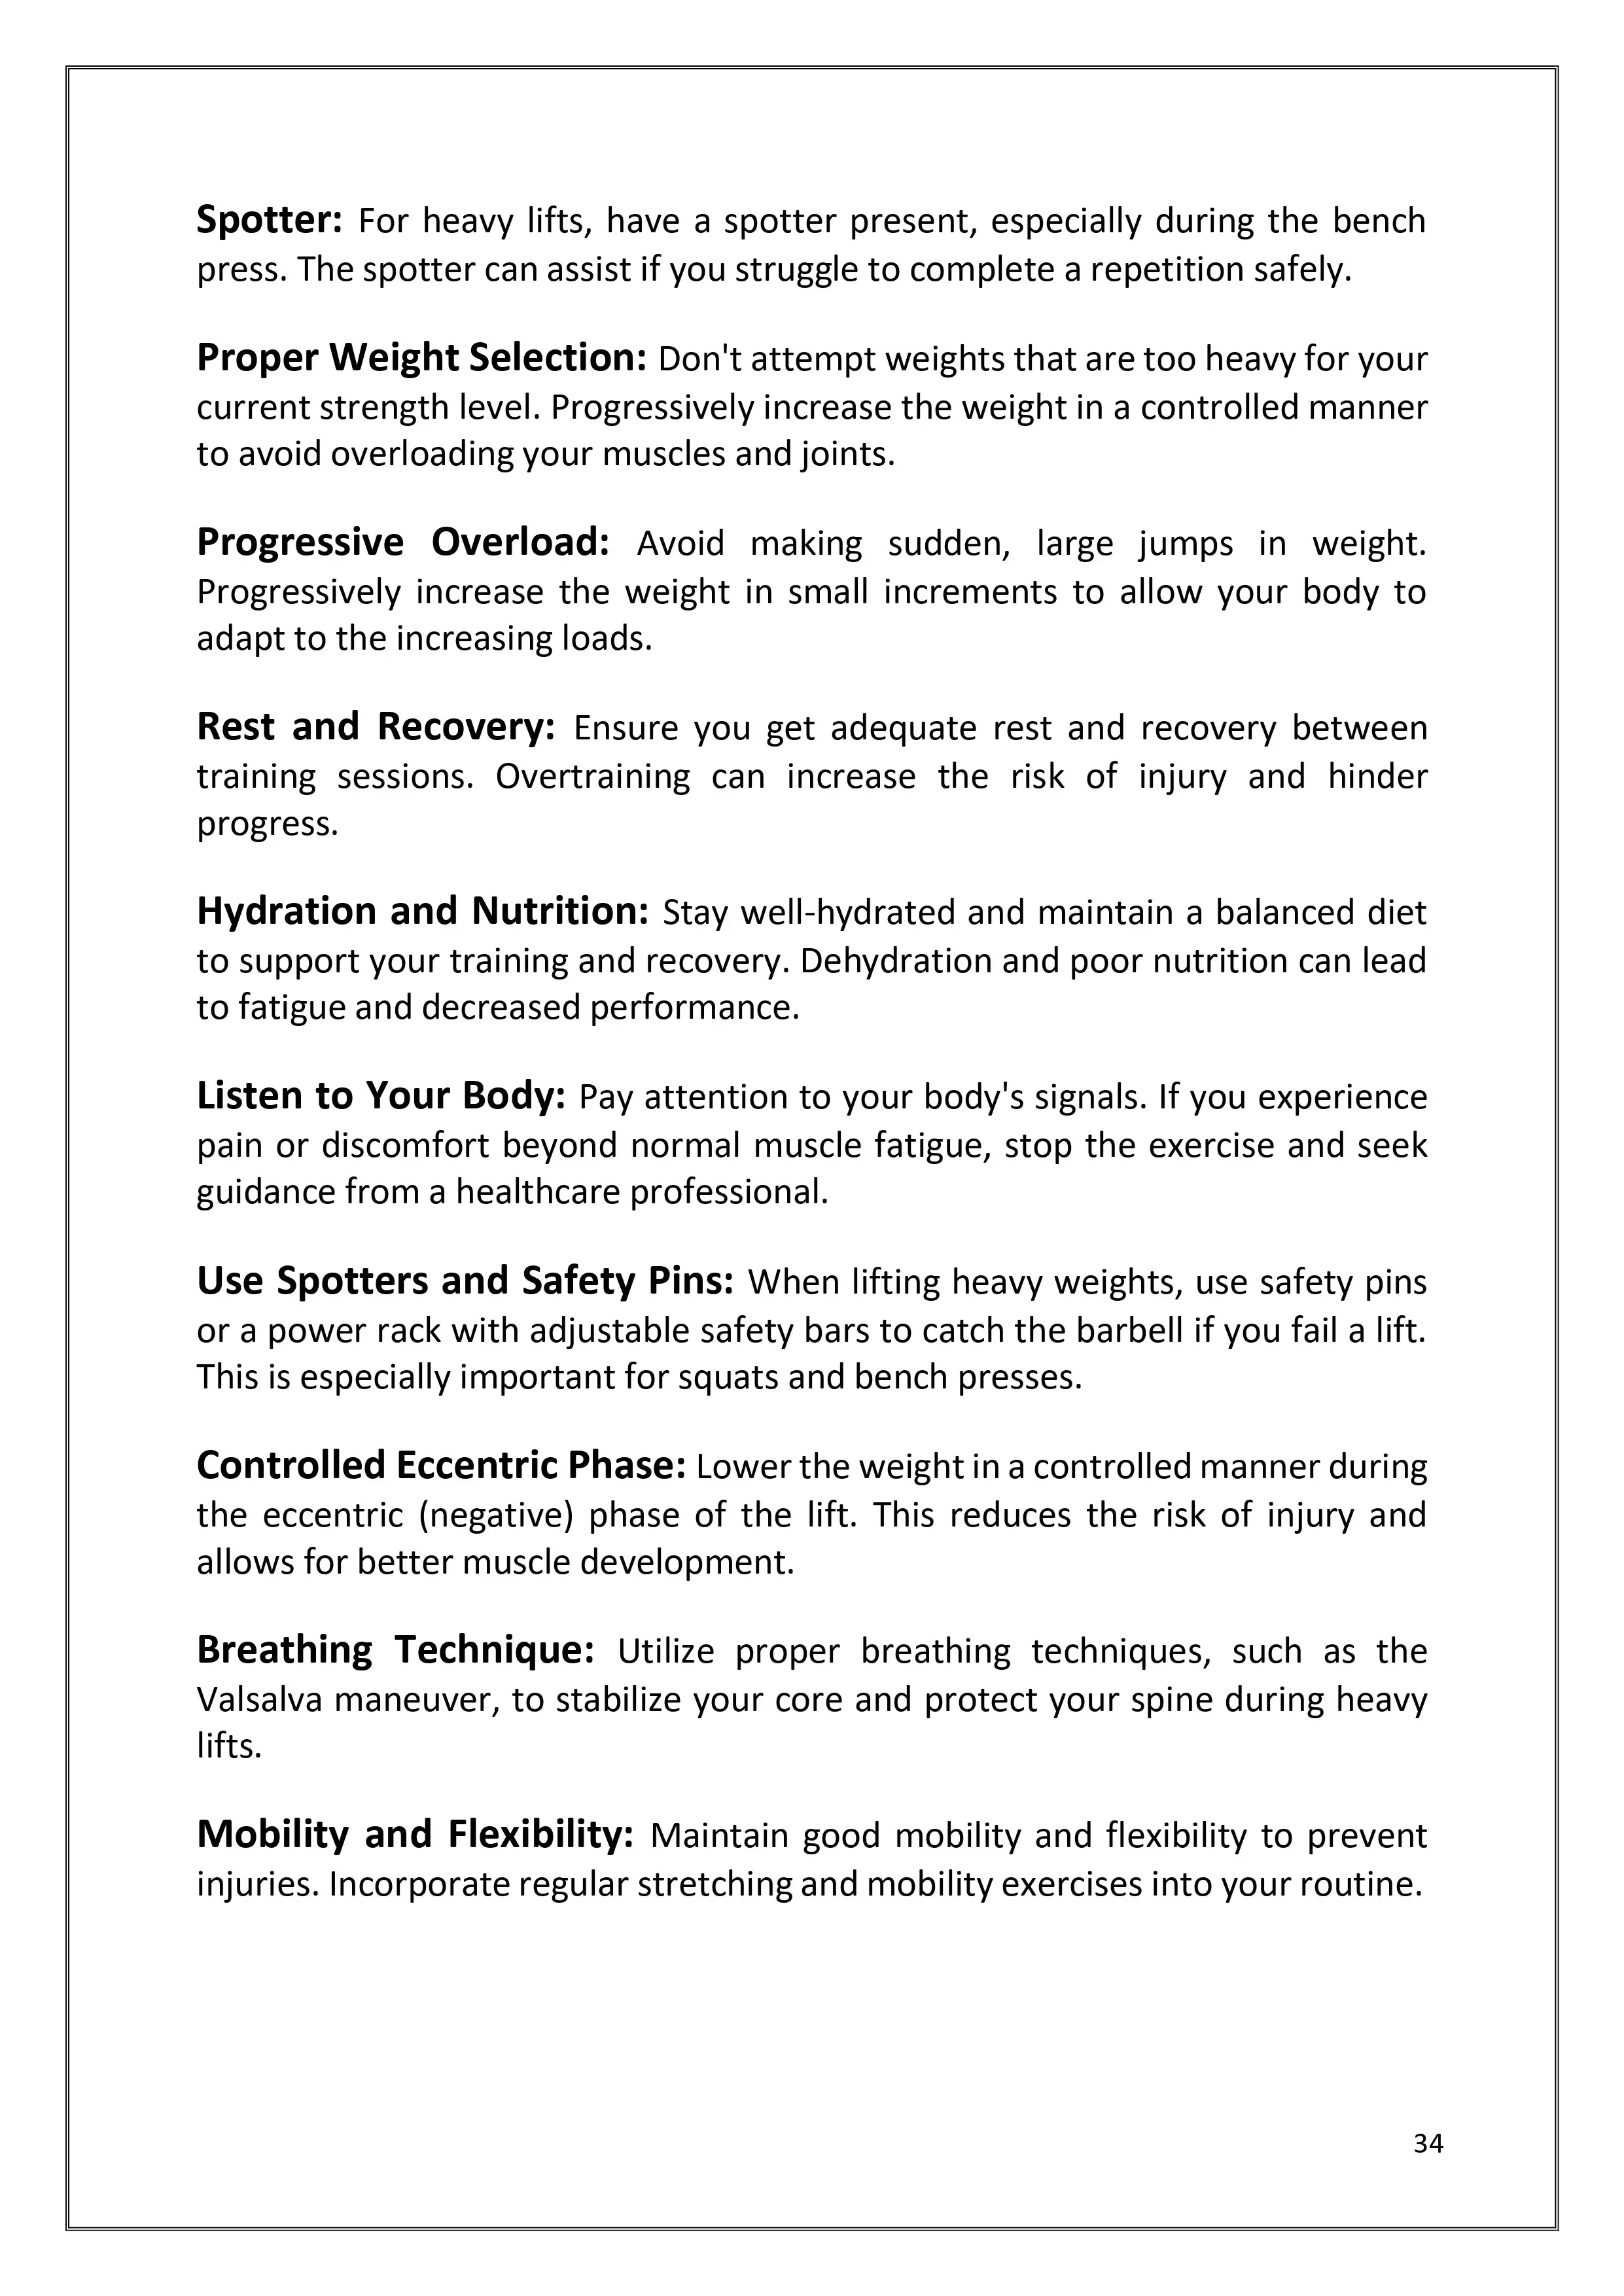 Spotter: For heavy lifts, have a spotter present, especially during the bench
press. The spotter can assist if you struggle to complete a repetition safely.
Proper Weight Selection: Don't attempt weights that are too heavy for your
current strength level. Progressively increase the weight in a controlled manner
to avoid overloading your muscles and joints.
Progressive Overload: Avoid making sudden, large jumps in weight.
Progressively increase the weight in small increments to allow your body to
adapt to the increasing loads.
Rest and Recovery: Ensure you get adequate rest and recovery between
training sessions. Overtraining can increase the risk of injury and hinder
progress.
Hydration and Nutrition: Stay well-hydrated and maintain a balanced diet
to support your training and recovery. Dehydration and poor nutrition can lead
to fatigue and decreased performance.
Listen to Your Body: Pay attention to your body's signals. If you experience
pain or discomfort beyond normal muscle fatigue, stop the exercise and seek
guidance from a healthcare professional.
Use Spotters and Safety Pins: When lifting heavy weights, use safety pins
or a power rack with adjustable safety bars to catch the barbell if you fail a lift.
This is especially important for squats and bench presses.
Controlled Eccentric Phase: Lower the weight in a controlled manner during
the eccentric (negative) phase of the lift. This reduces the risk of injury and
allows for better muscle development.
Breathing Technique: Utilize proper breathing techniques, such as the
Valsalva maneuver, to stabilize your core and protect your spine during heavy
lifts.
Mobility and Flexibility: Maintain good mobility and flexibility to prevent
injuries. Incorporate regular stretching and mobility exercises into your routine.
34